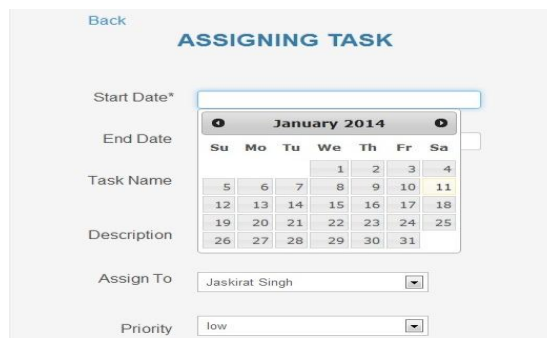 Back
ASSIGNING TASK
Start Date*
January 2014
End Date
Su Mo Tu We Th Fr Sa
1 2 3 4
Task Name
5 6 7 8 9 10 11
12 13 14 15 16 17 18
19 20 21 22 23 24 25
Description
26 27 28 29 30 31
Assign To Jaskirat Singh
Priority low